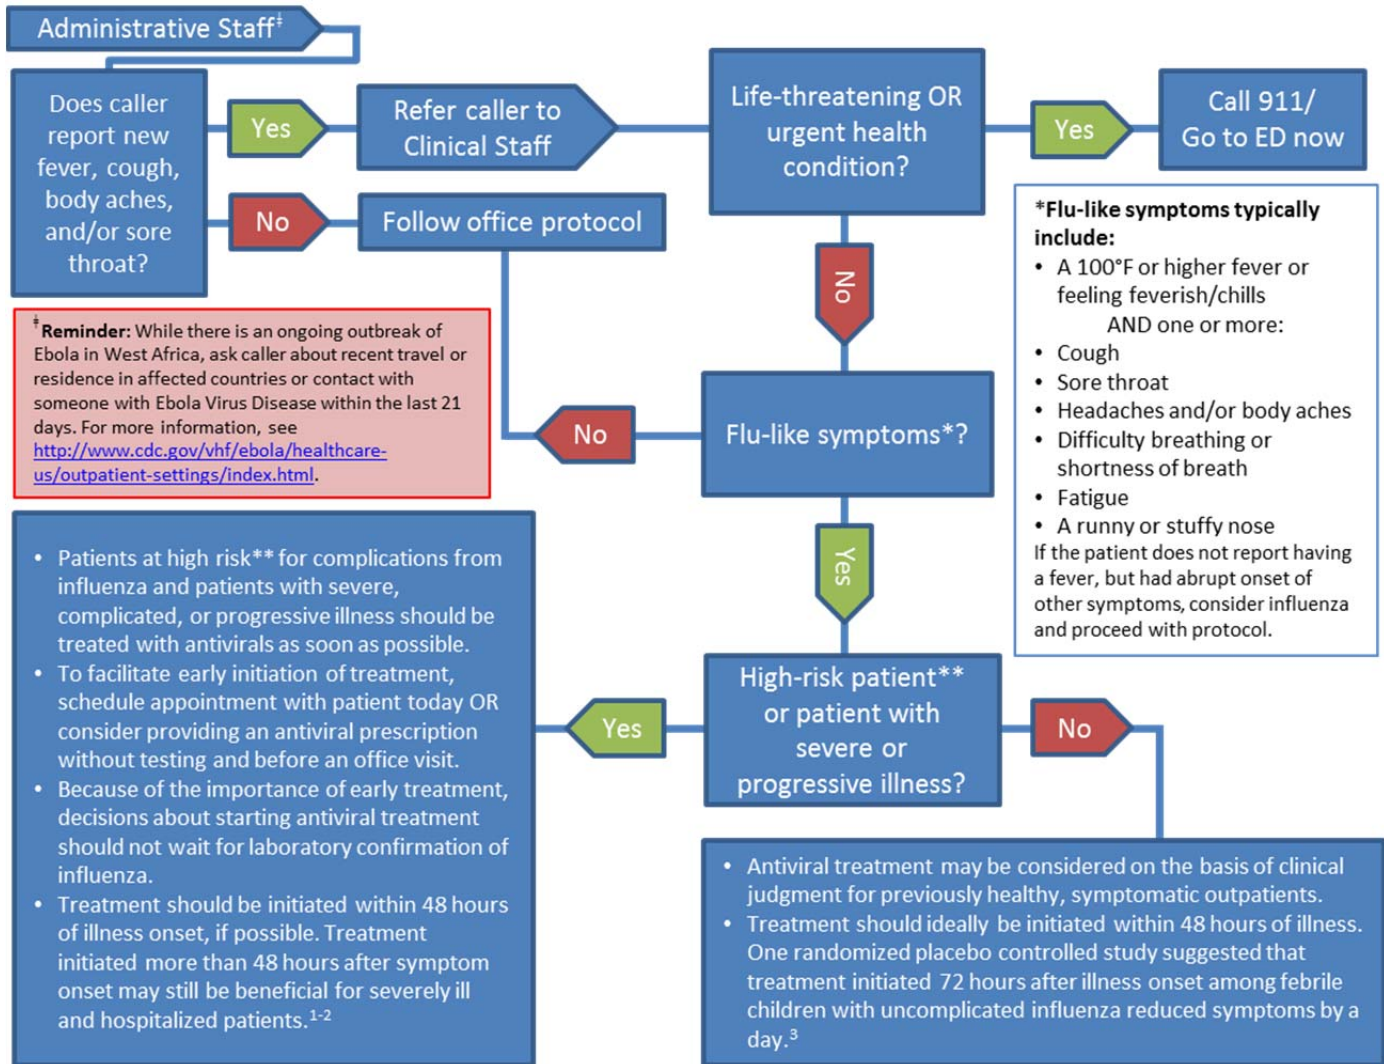 Administrative Staff‡
Does caller
report new
fever, cough,
body aches,
and/or sore
throat?
Yes
Refer caller to
Clinical Staff
Life-threatening OR
urgent health
condition?
Yes
Call 911/
Go to ED now
No
Follow office protocol
No
‡Reminder: While there is an ongoing outbreak of
Ebola in West Africa, ask caller about recent travel or
residence in affected countries or contact with
someone with Ebola Virus Disease within the last 21
days. For more information, see
http://www.cdc.gov/vhf/ebola/healthcare-
us/outpatient-settings/index.html.
No
Flu-like symptoms*?
*Flu-like symptoms typically
include:
• A 100°F or higher fever or
feeling feverish/chills
AND one or more:
• Cough
• Sore throat
• Headaches and/or body aches
• Difficulty breathing or
shortness of breath
• Fatigue
• A runny or stuffy nose
If the patient does not report having
a fever, but had abrupt onset of
other symptoms, consider influenza
and proceed with protocol.
Yes
High-risk patient**
or patient with
severe or
progressive illness?
Yes
No
• Patients at high risk** for complications from
influenza and patients with severe,
complicated, or progressive illness should be
treated with antivirals as soon as possible.
• To facilitate early initiation of treatment,
schedule appointment with patient today OR
consider providing an antiviral prescription
without testing and before an office visit.
• Because of the importance of early treatment,
decisions about starting antiviral treatment
should not wait for laboratory confirmation of
influenza.
• Treatment should be initiated within 48 hours
of illness onset, if possible. Treatment
initiated more than 48 hours after symptom
onset may still be beneficial for severely ill
and hospitalized patients.1-2
• Antiviral treatment may be considered on the basis of clinical
judgment for previously healthy, symptomatic outpatients.
• Treatment should ideally be initiated within 48 hours of illness.
One randomized placebo controlled study suggested that
treatment initiated 72 hours after illness onset among febrile
children with uncomplicated influenza reduced symptoms by a
day.3